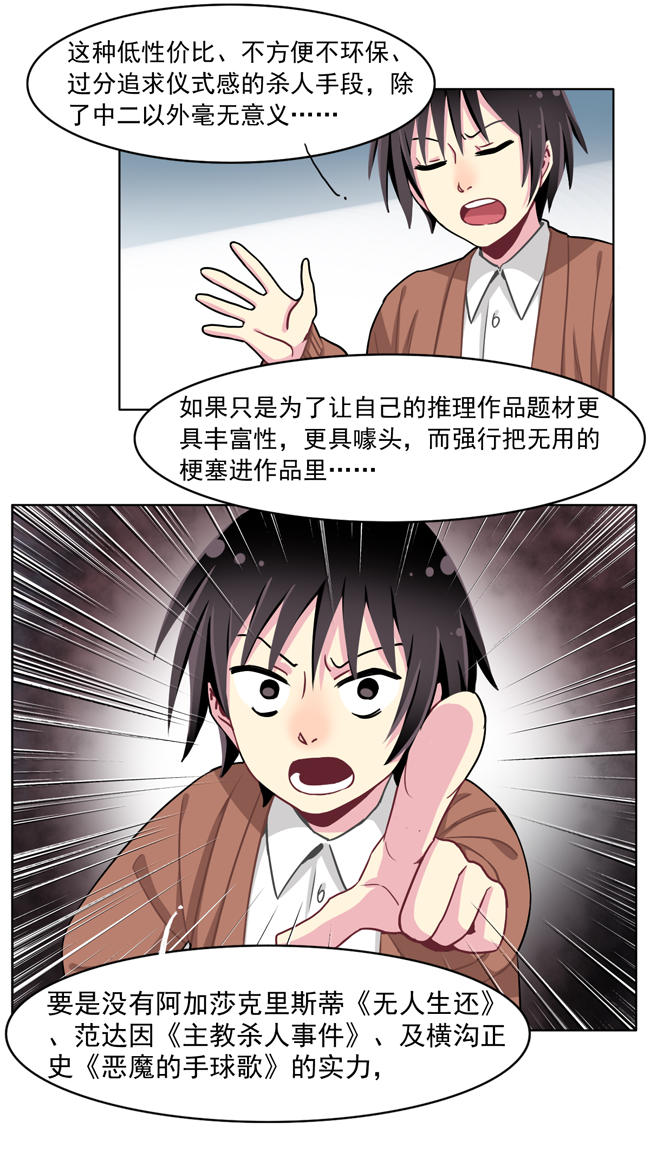 这种低性价比、不方便不环保、
过分追求仪式感的杀人手段，除
了中二以外毫无意义……
如果只是为了让自己的推理作品题材更
具丰富性，更具噱头，而强行把无用的
梗塞进作品里……
要是没有阿加莎克里斯蒂《无人生还》
、范达因《主教杀人事件》、及横沟正
史《恶魔的手球歌》的实力，